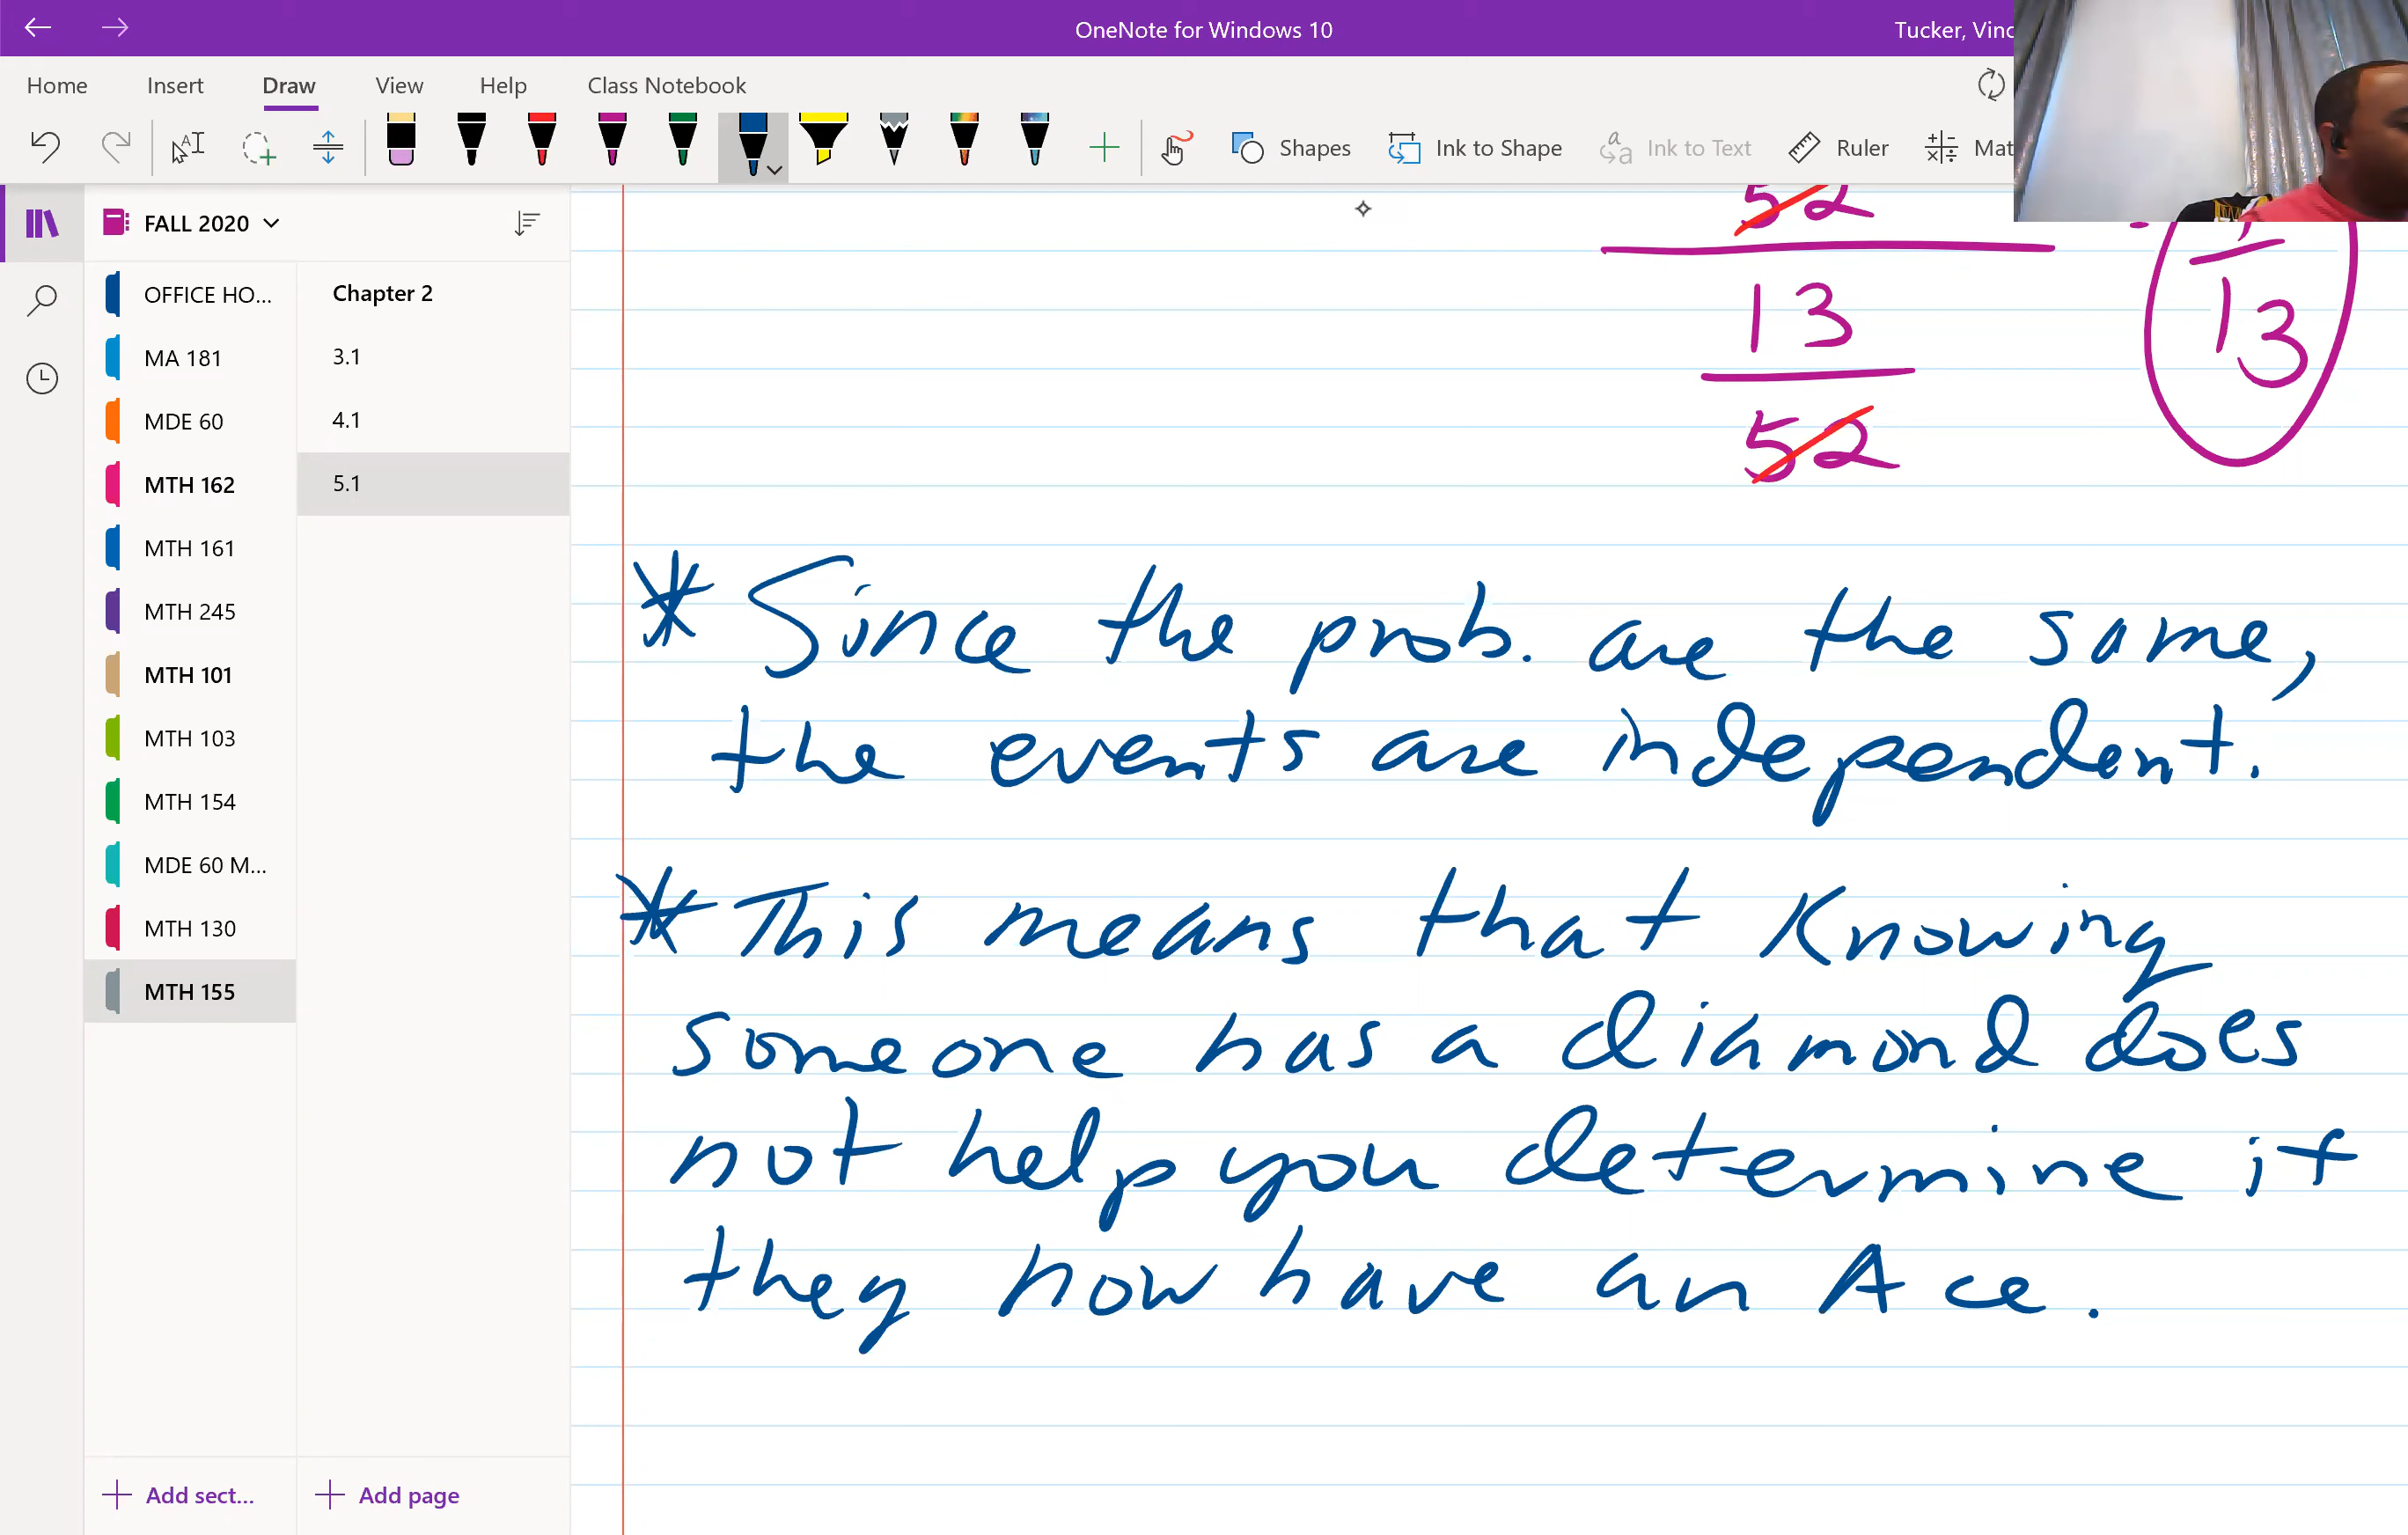 OneNote for Windows 10
Tucker, Vinc
Home Insert Draw View Help Class Notebook
Shapes Ink to Shape Ink to Text Ruler Mat
FALL 2020
OFFICE HO...
MA 181
MDE 60
MTH 162
MTH 161
MTH 245
MTH 101
MTH 103
MTH 154
MDE 60 M...
MTH 130
MTH 155
Chapter 2
3.1
4.1
5.1
52
13
52
13
* Since the prob. are the same,
the events are independent.
* This means that Knowing
someone has a diamond does
not help you determine if
they now have an Ace.
+ Add sect...
+ Add page